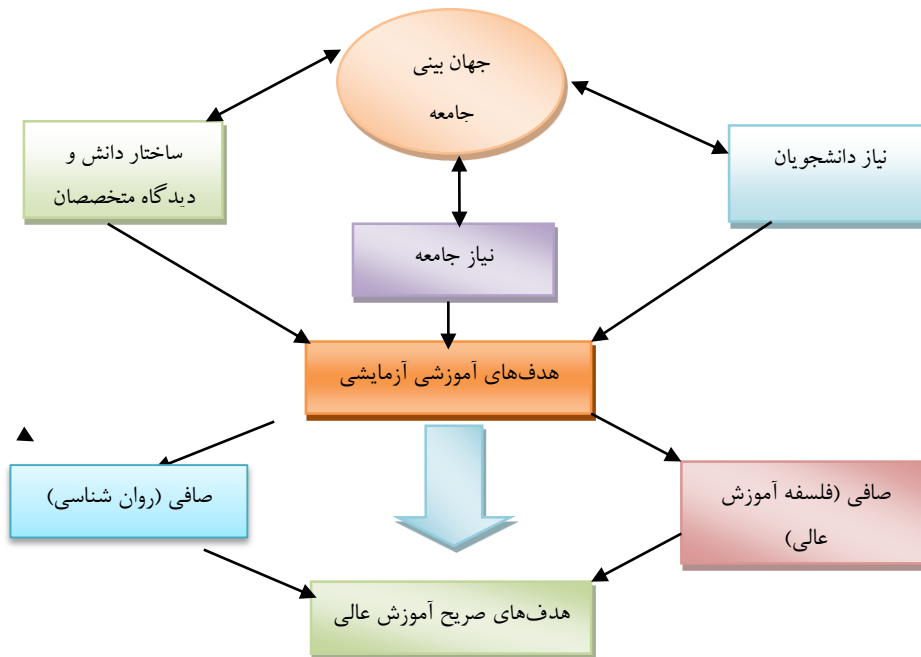 جهان بینی
جامعه
نیاز دانشجویان
ساختار دانش و
دیدگاه متخصصان
نیاز جامعه
هدف‌های آموزشی آزمایشی
صافی (فلسفه آموزش
عالی)
صافی (روان شناسی)
هدف‌های صریح آموزش عالی